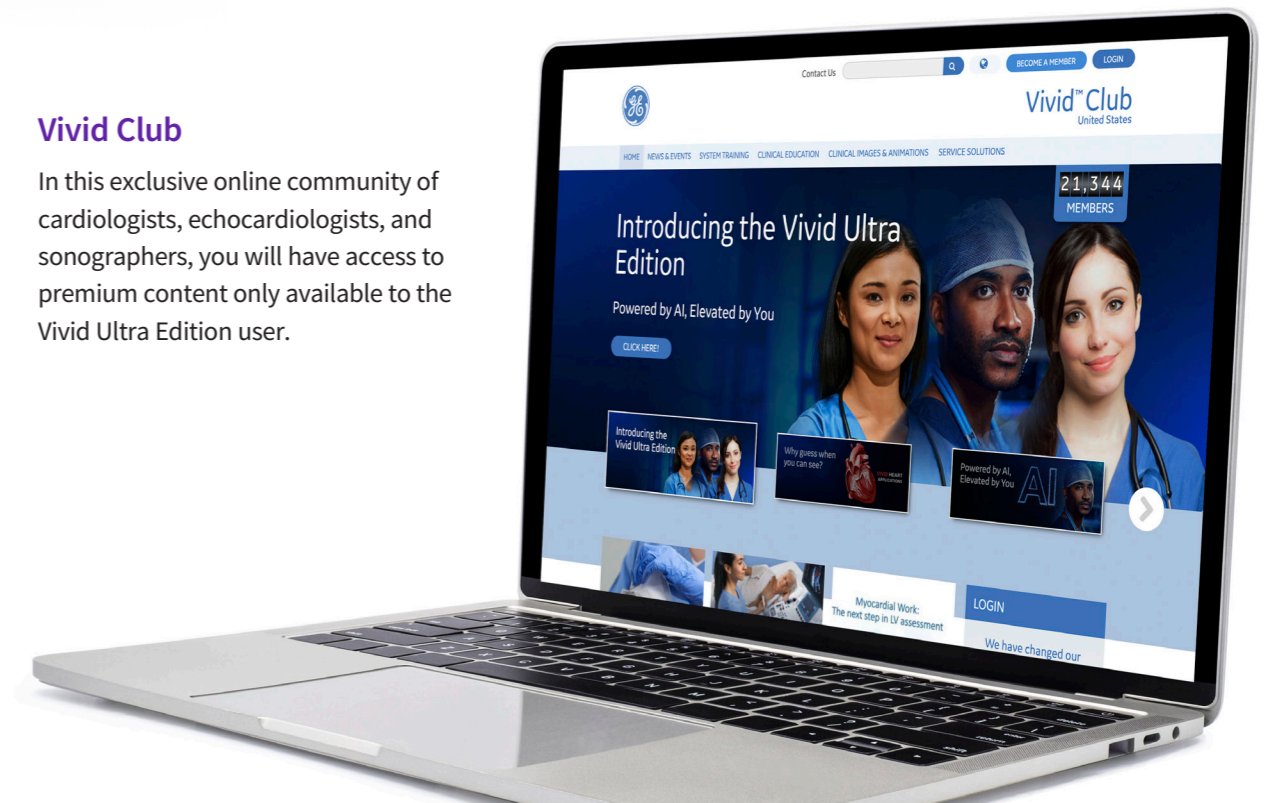 Vivid Club
In this exclusive online community of
cardiologists, echocardiologists, and
sonographers, you will have access to
premium content only available to the
Vivid Ultra Edition user.
Contact Us
BECOME A MEMBER
LOGIN
GE
Vivid™ Club
United States
HOME NEWS & EVENTS SYSTEM TRAINING CLINICAL EDUCATION CLINICAL IMAGES & ANIMATIONS SERVICE SOLUTIONS
21,344
MEMBERS
Introducing the Vivid Ultra
Edition
Powered by AI, Elevated by You
CLICK HERE!
Introducing the
Vivid Ultra Edition
Why guess when
you can see?
VIVID HEART
APPLICATIONS
Powered by AI,
Elevated by You
AI
Myocardial Work:
The next step in LV assessment
LOGIN
We have changed our